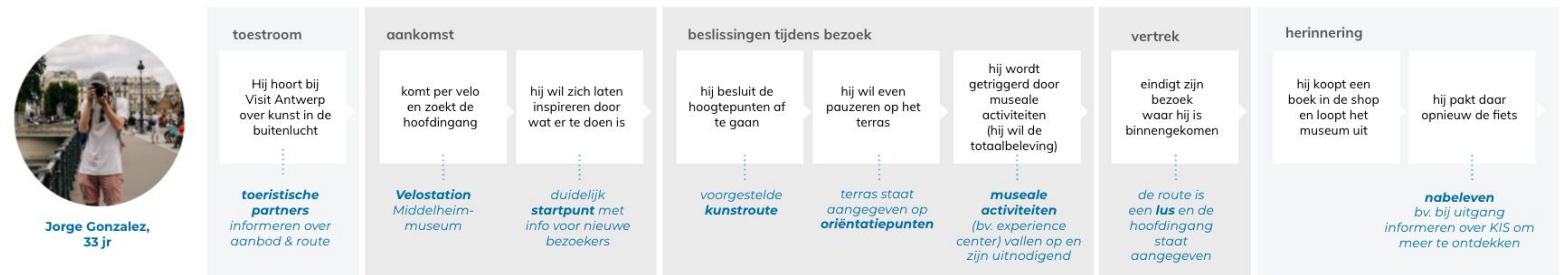 Jorge Gonzalez,
33 jr
toestroom
Hij hoort bij
Visit Antwerp
over kunst in de
buitenlucht
toeristische
partners
informeren over
aanbod & route
aankomst
komt per velo
en zoekt de
hoofdingang
Velostation
Middelheim-
museum
hij wil zich laten
inspireren door
wat er te doen is
duidelijk
startpunt met
info voor nieuwe
bezoekers
beslissingen tijdens bezoek
hij besluit de
hoogtepunten af
te gaan
voorgestelde
kunstroute
hij wil even
pauzeren op het
terras
terras staat
aangegeven op
oriëntatiepunten
hij wordt
getriggerd door
museale
activiteiten
(hij wil de
totaalbeleving)
museale
activiteiten
(bv. experience
center) vallen op en
zijn uitnodigend
vertrek
eindigt zijn
bezoek
waar hij is
binnengekomen
de route is
een lus en de
hoofdingang
staat
aangegeven
herinnering
hij koopt een
boek in de shop
en loopt het
museum uit
hij pakt daar
opnieuw de fiets
nabeleven
bv. bij uitgang
informeren over KIS om
meer te ontdekken